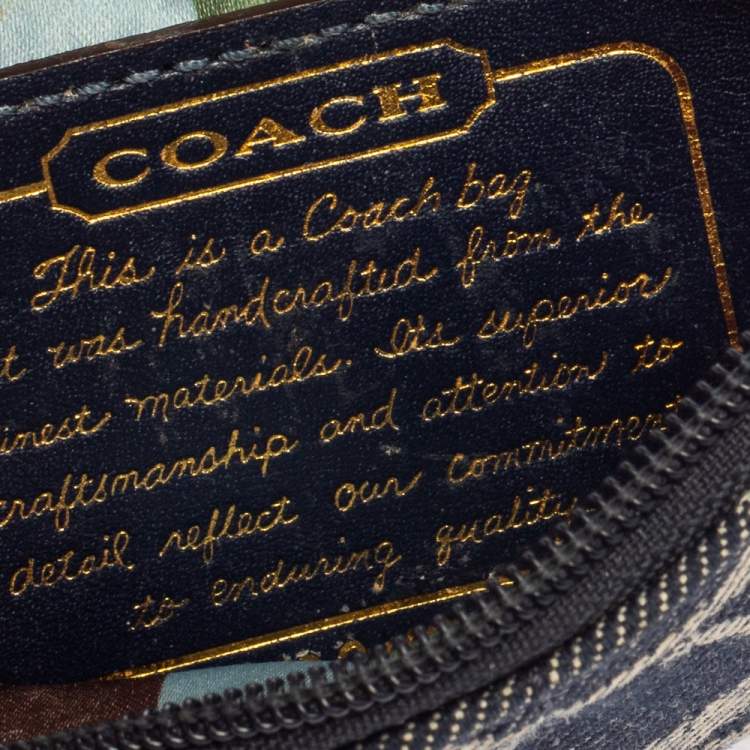 COACH
This is a Coach bag
t was handcrafted from the
inest materials. Its superior
craftsmanship and attention to
detail reflect our commitment
to enduring quality.